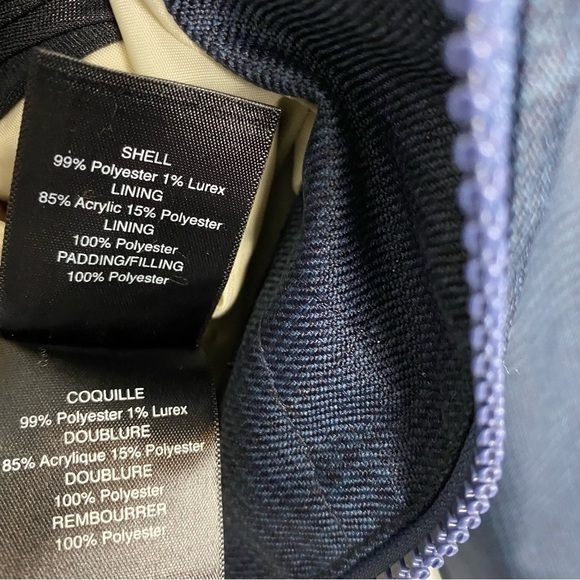 SHELL
99% Polyester 1% Lurex
LINING
85% Acrylic 15% Polyester
LINING
100% Polyester
PADDING/FILLING
100% Polyester
COQUILLE
99% Polyester 1% Lurex
DOUBLURE
85% Acrylique 15% Polyester
DOUBLURE
100% Polyester
REMBOURRER
100% Polyester